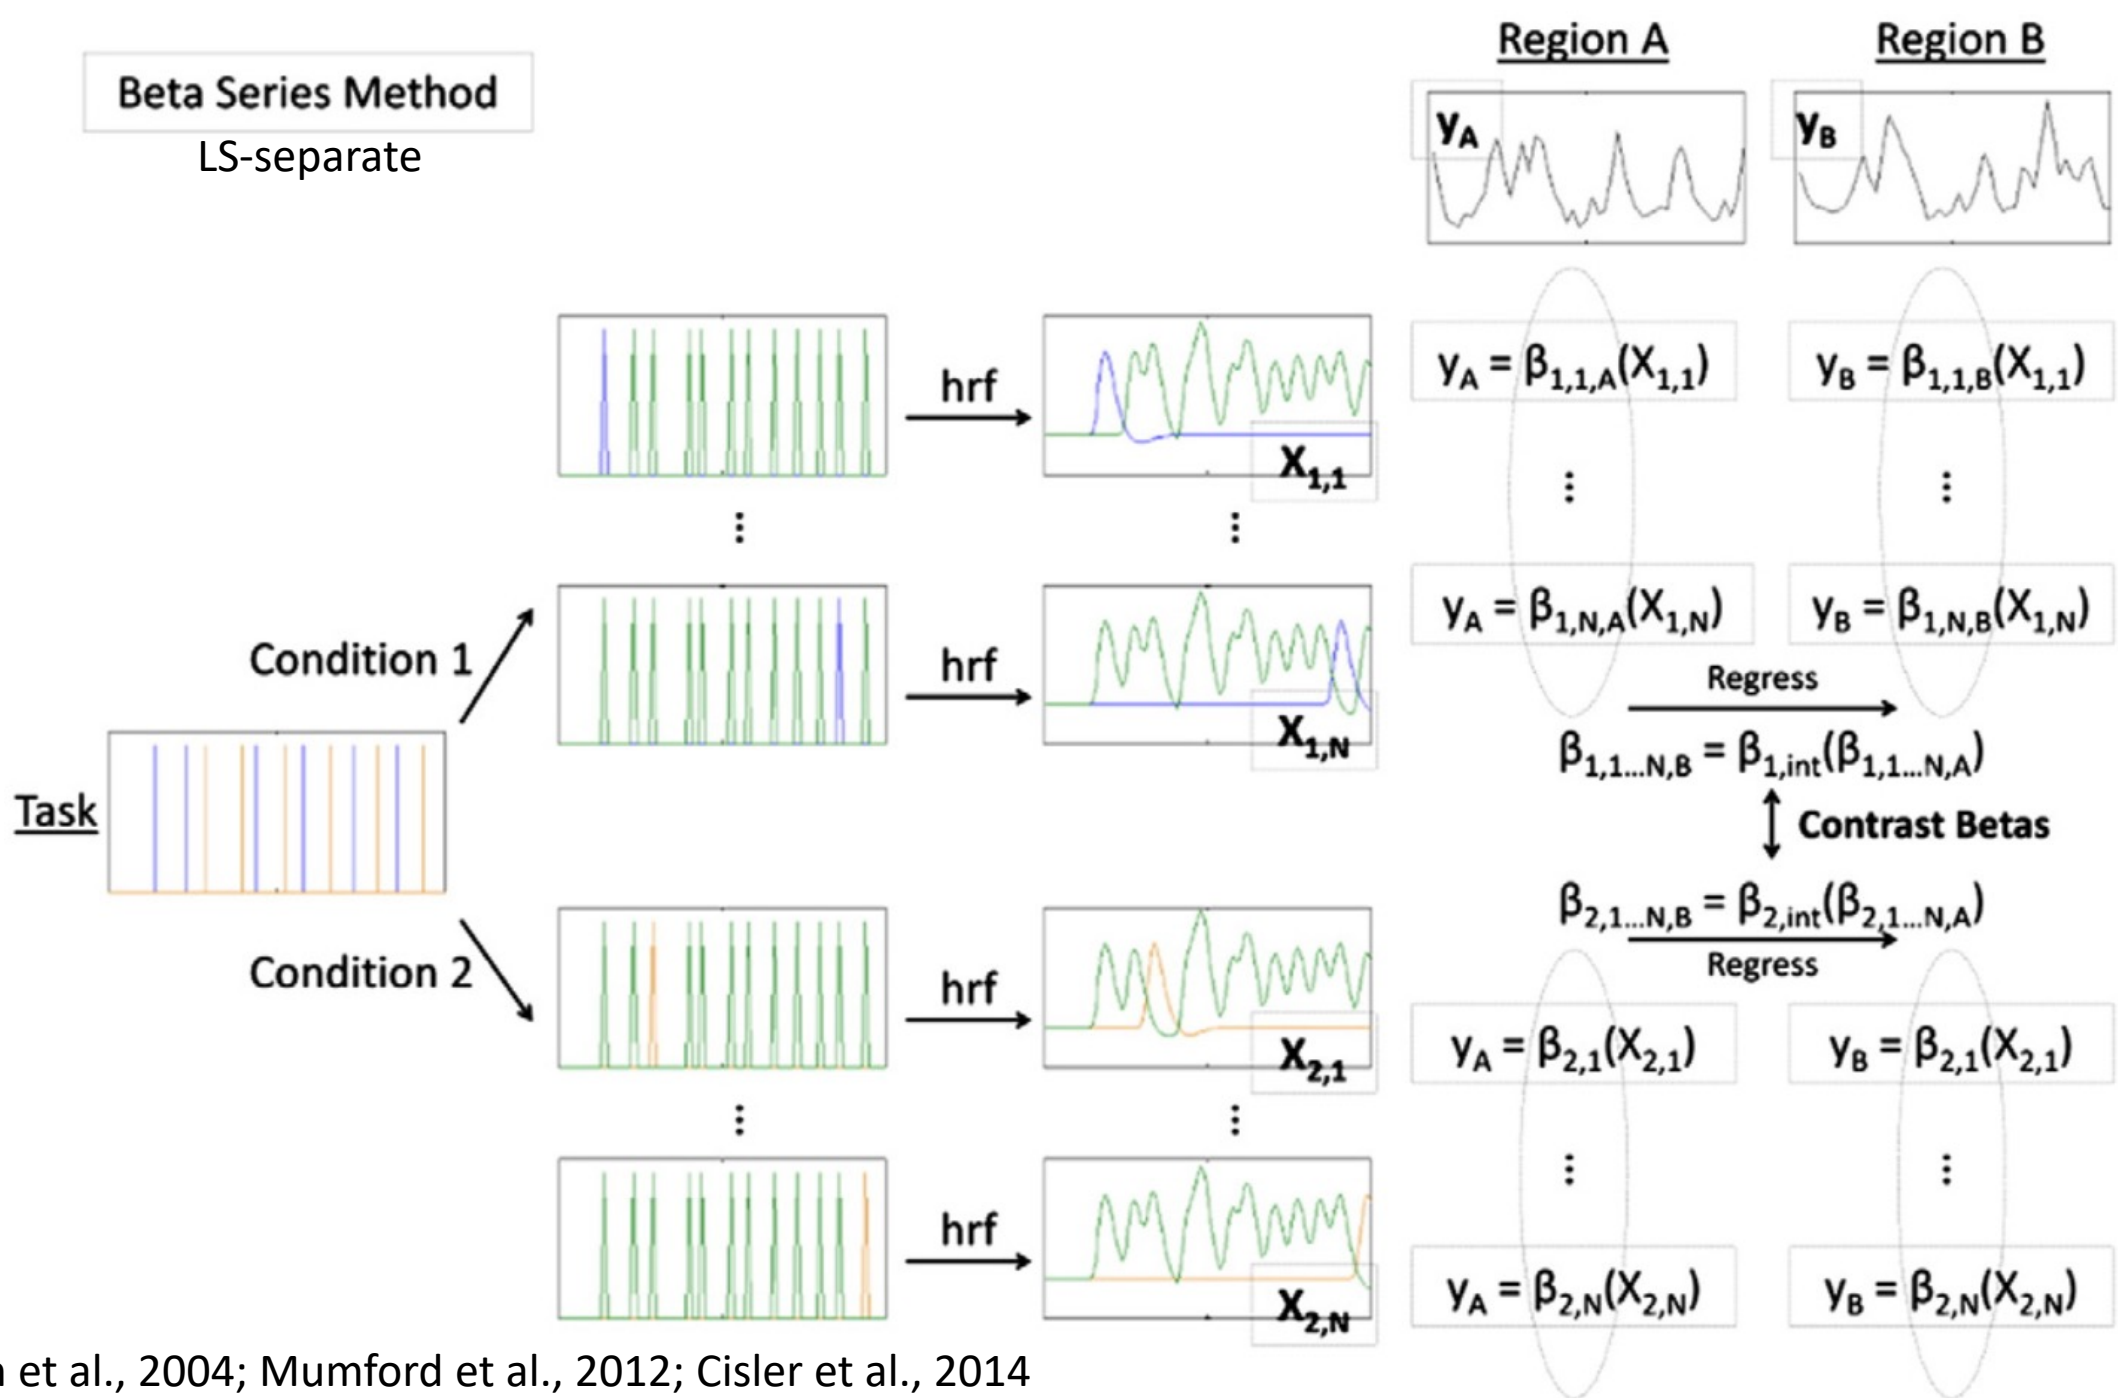 Beta Series Method
LS-separate
Region A
Region B
yA
yB
hrf
X1,1
yA = β1,1,A(X1,1)
yB = β1,1,B(X1,1)
⋮
⋮
⋮
⋮
Condition 1
hrf
X1,N
yA = β1,N,A(X1,N)
yB = β1,N,B(X1,N)
Regress
β1,1...N,B = β1,int(β1,1...N,A)
Task
Contrast Betas
β2,1...N,B = β2,int(β2,1...N,A)
Regress
Condition 2
hrf
X2,1
yA = β2,1(X2,1)
yB = β2,1(X2,1)
⋮
⋮
⋮
⋮
hrf
X2,N
yA = β2,N(X2,N)
yB = β2,N(X2,N)
et al., 2004; Mumford et al., 2012; Cisler et al., 2014